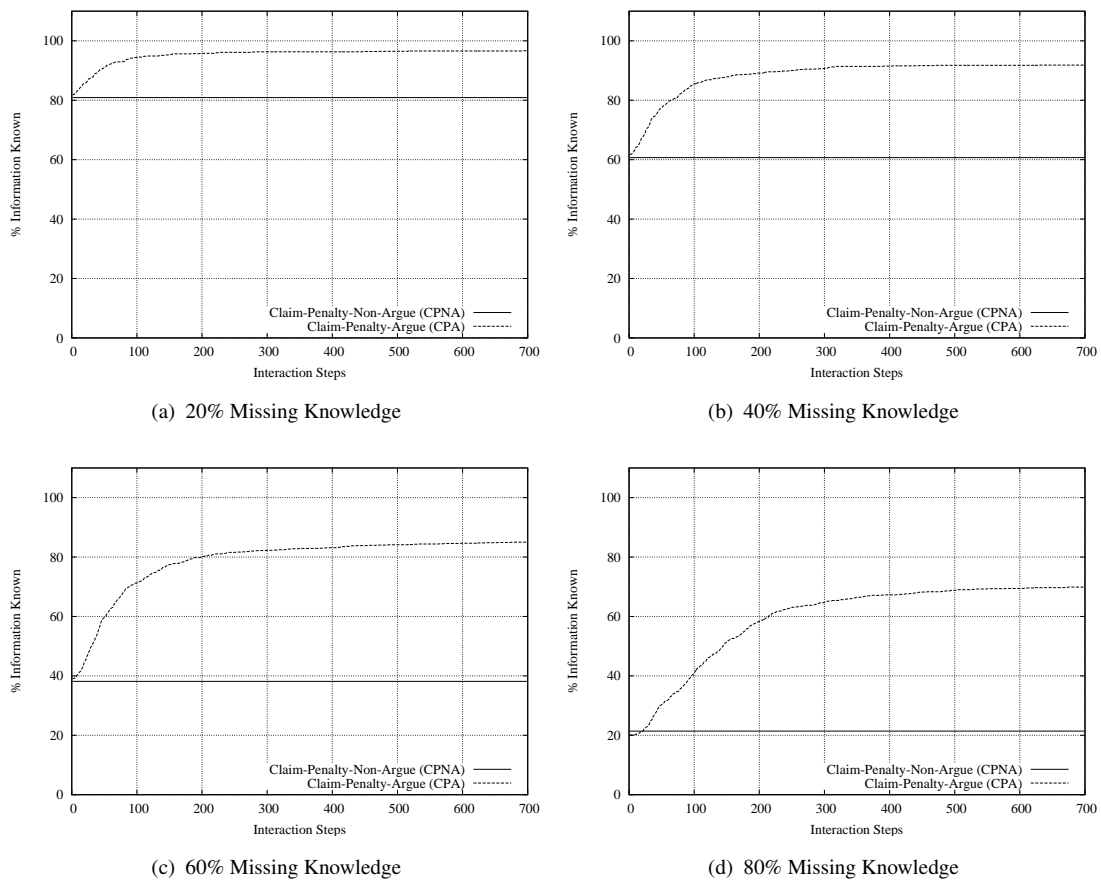 100
80
60
40
20
0
% Information Known
Claim-Penalty-Non-Argue (CPNA)
Claim-Penalty-Argue (CPA)
0 100 200 300 400 500 600 700
Interaction Steps
(a) 20% Missing Knowledge
100
80
60
40
20
0
% Information Known
Claim-Penalty-Non-Argue (CPNA)
Claim-Penalty-Argue (CPA)
0 100 200 300 400 500 600 700
Interaction Steps
(b) 40% Missing Knowledge
100
80
60
40
20
0
% Information Known
Claim-Penalty-Non-Argue (CPNA)
Claim-Penalty-Argue (CPA)
0 100 200 300 400 500 600 700
Interaction Steps
(c) 60% Missing Knowledge
100
80
60
40
20
0
% Information Known
Claim-Penalty-Non-Argue (CPNA)
Claim-Penalty-Argue (CPA)
0 100 200 300 400 500 600 700
Interaction Steps
(d) 80% Missing Knowledge